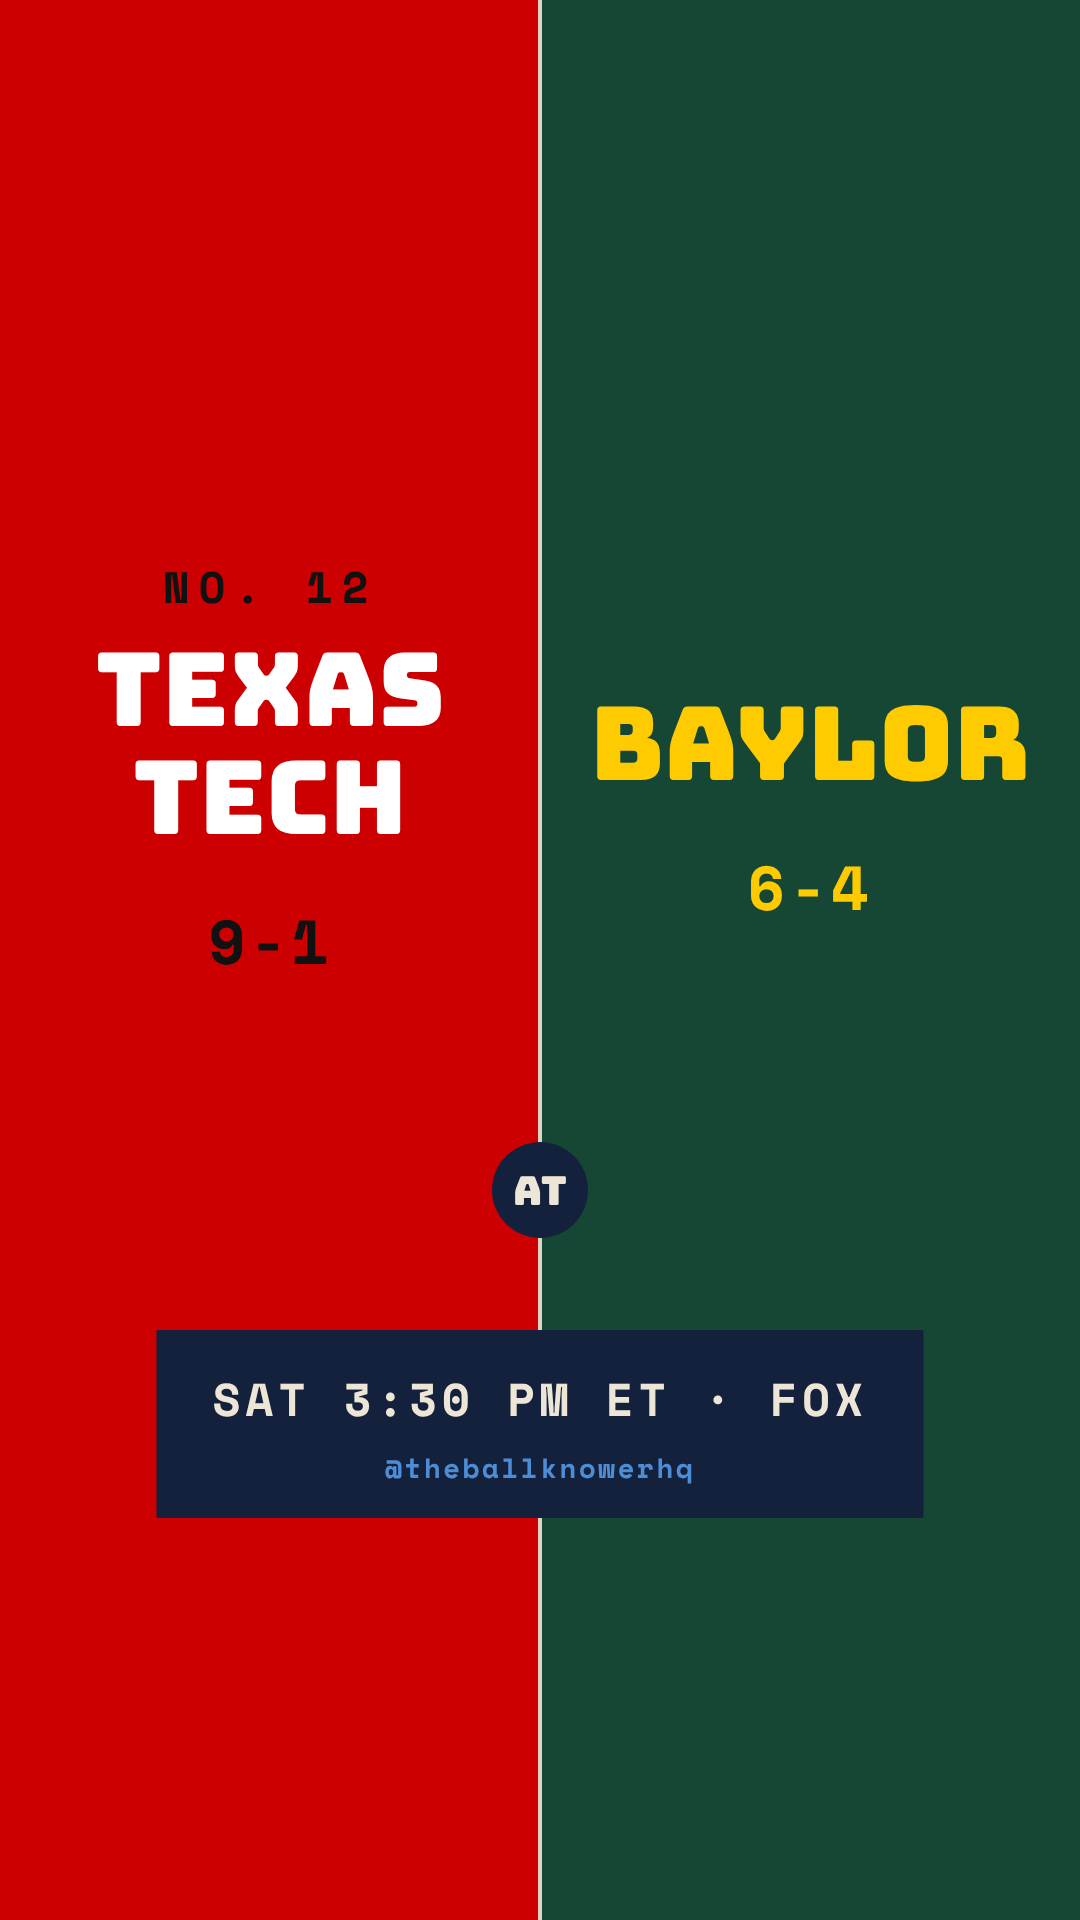 NO. 12
TEXAS
TECH
9-1
BAYLOR
6-4
AT
SAT 3:30 PM ET · FOX
@theballknowerhq